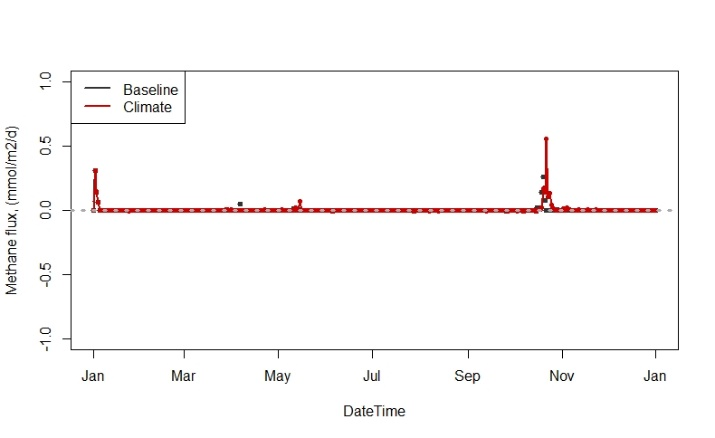 Baseline
Climate
1.0
0.5
0.0
-0.5
-1.0
Methane flux, (mmol/m2/d)
Jan Mar May Jul Sep Nov Jan
DateTime